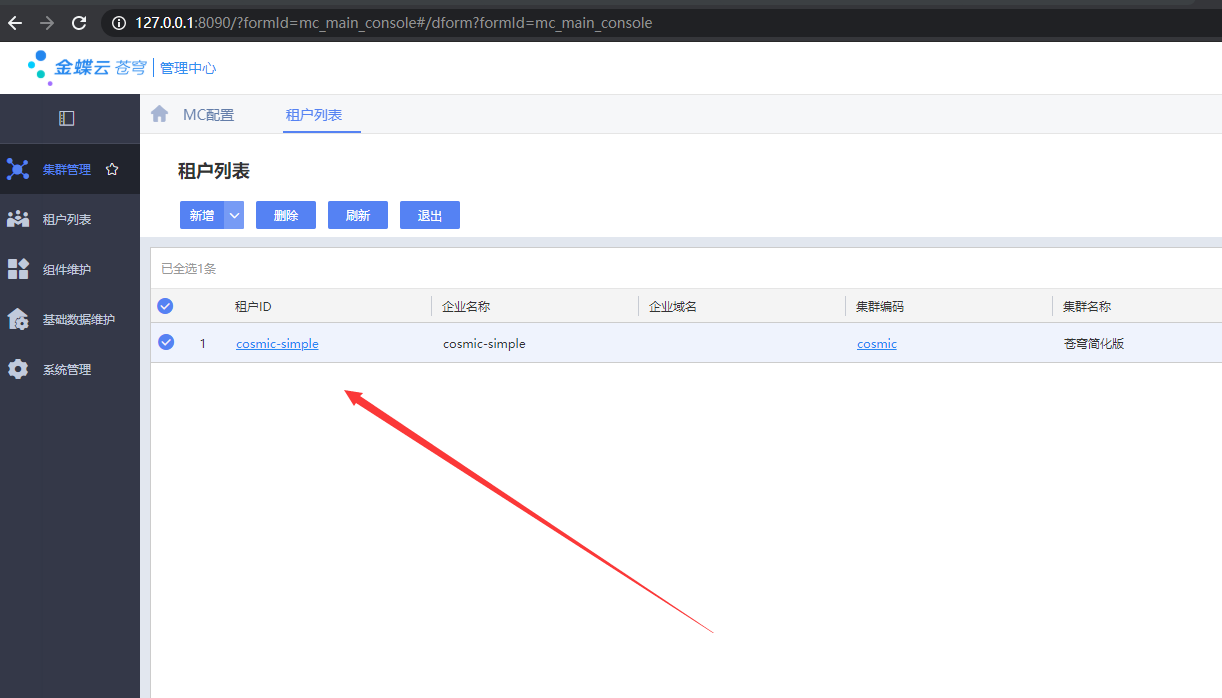 127.0.0.1:8090/?formId=mc_main_console#/dform?formId=mc_main_console
金蝶云 苍穹 | 管理中心
MC配置 租户列表
集群管理
租户列表
组件维护
基础数据维护
系统管理
租户列表
新增 删除 刷新 退出
已全选1条
租户ID 企业名称 企业域名 集群编码 集群名称
1 cosmic-simple cosmic-simple cosmic 苍穹简化版